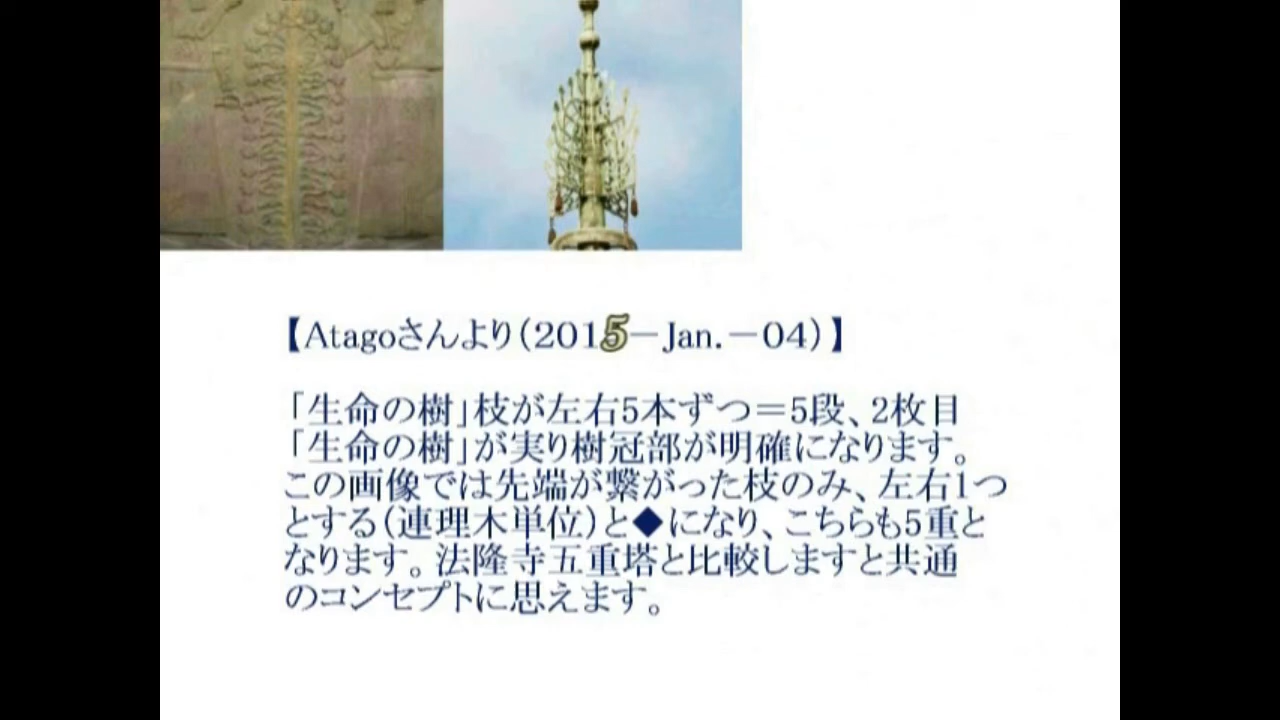 【Atagoさんより(2015－Jan.－04)】
「生命の樹」枝が左右5本ずつ＝5段、2枚目
「生命の樹」が実り樹冠部が明確になります。
この画像では先端が繋がった枝のみ、左右1つ
とする(連理木単位)と◆になり、こちらも5重と
なります。法隆寺五重塔と比較しますと共通
のコンセプトに思えます。